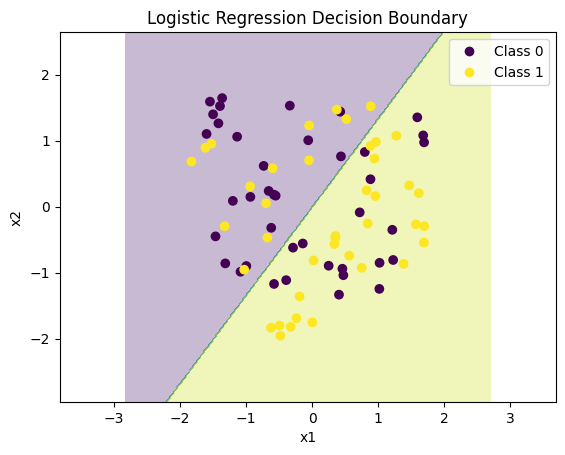 Logistic Regression Decision Boundary
Class 0
Class 1
x2
2
1
0
−1
−2
−3
−2
−1
0
1
2
3
x1